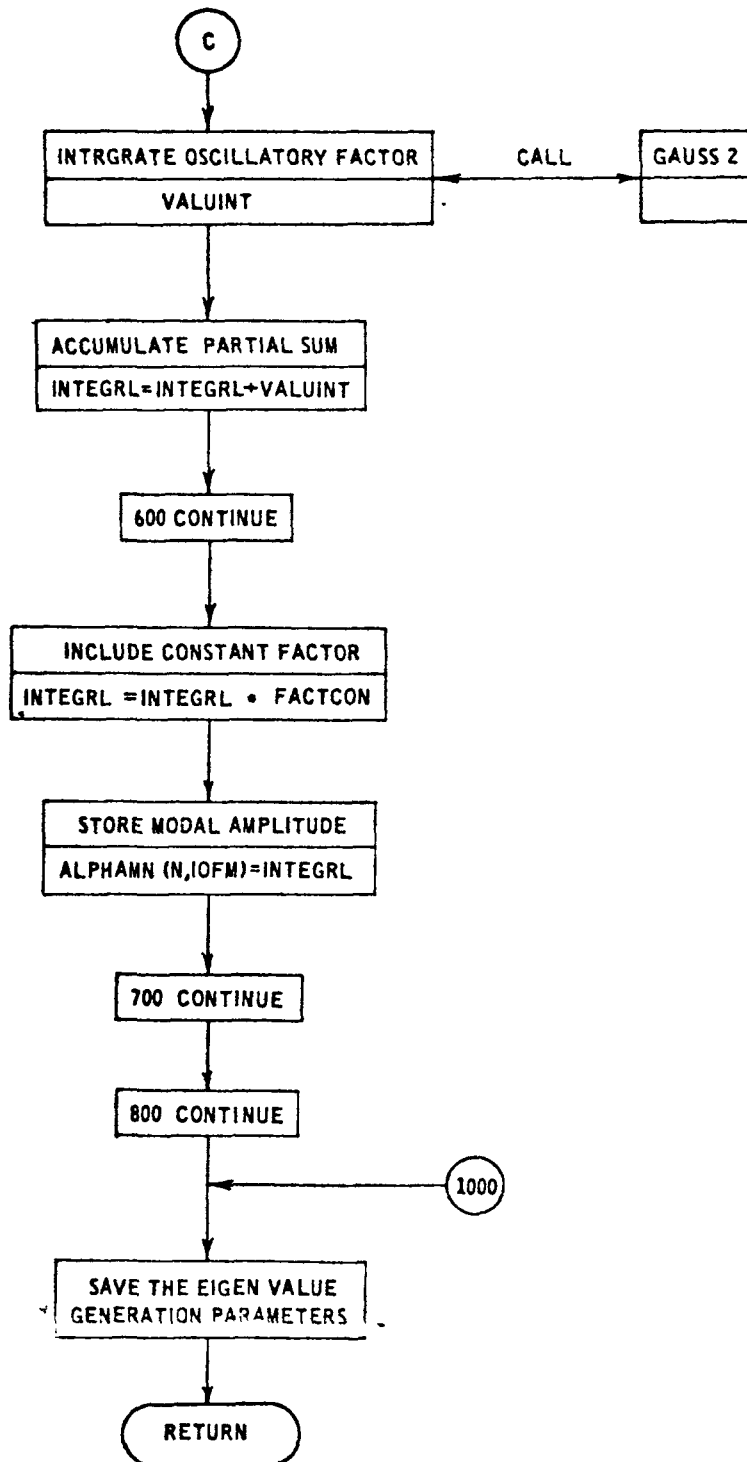 C
INTRGRATE OSCILLATORY FACTOR
VALUINT
CALL
GAUSS 2
ACCUMULATE PARTIAL SUM
INTEGRL=INTEGRL+VALUINT
600 CONTINUE
INCLUDE CONSTANT FACTOR
INTEGRL =INTEGRL * FACTCON
STORE MODAL AMPLITUDE
ALPHAMN (N,IOFM)=INTEGRL
700 CONTINUE
800 CONTINUE
1000
SAVE THE EIGEN VALUE
GENERATION PARAMETERS
RETURN